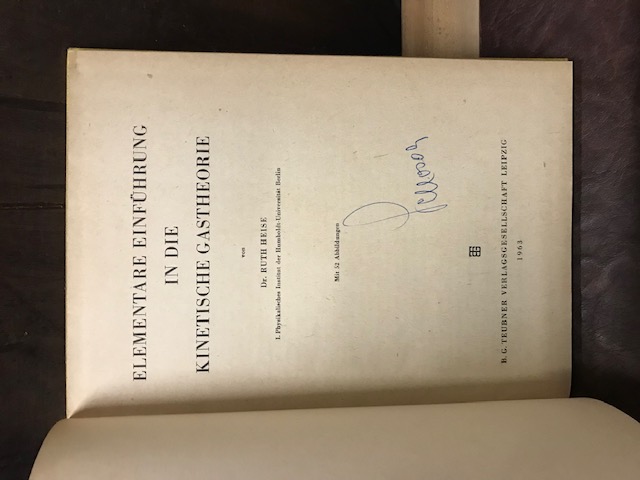 ELEMENTARE EINFÜHRUNG
IN DIE
KINETISCHE GASTHEORIE
von
Dr. RUTH HEISE
I. Physikalisches Institut der Humboldt-Universität Berlin
Mit 52 Abbildungen
B. G. TEUBNER VERLAGSGESELLSCHAFT LEIPZIG
1963